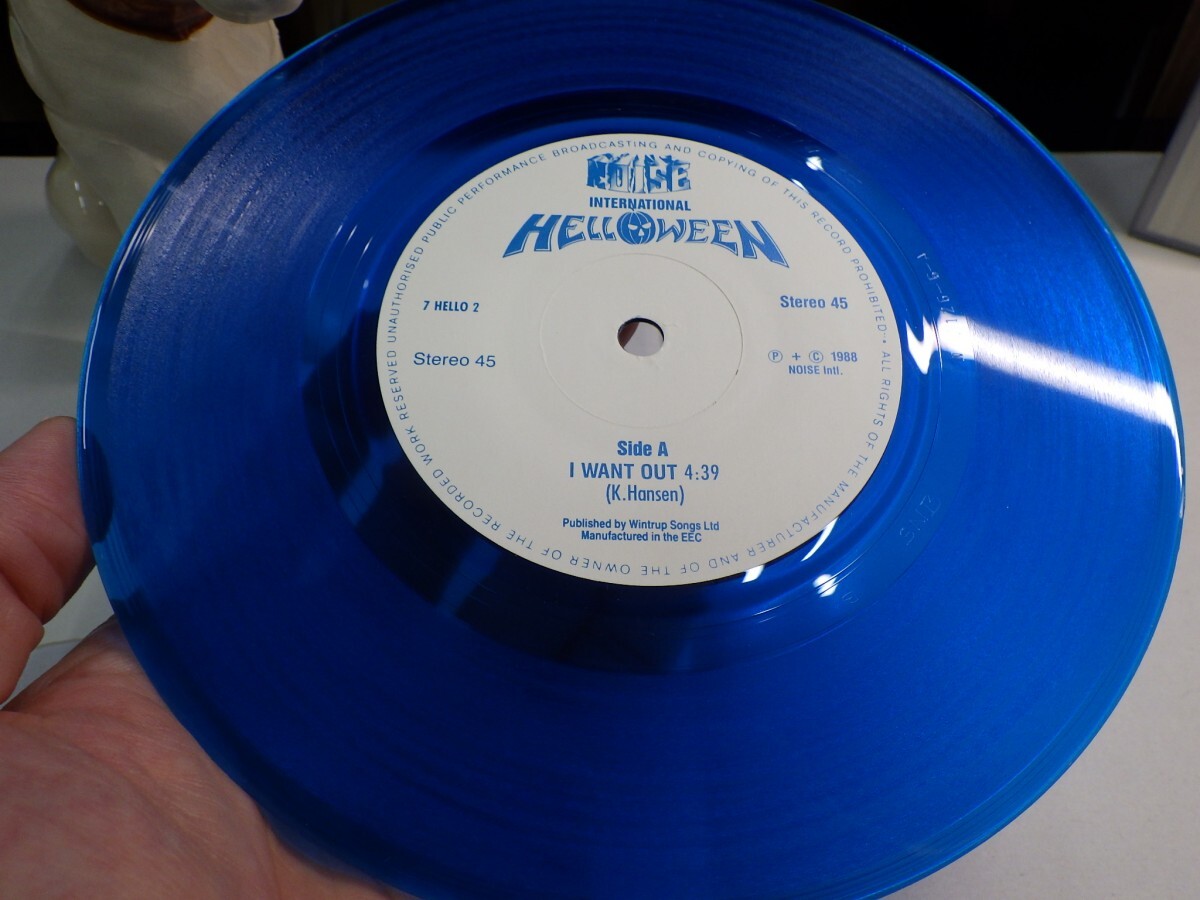 NOISE
INTERNATIONAL
HELLOWEEN
7 HELLO 2
Stereo 45
Stereo 45
Ⓟ + Ⓒ 1988
NOISE Intl.
Side A
I WANT OUT 4:39
(K.Hansen)
Published by Wintrup Songs Ltd
Manufactured in the EEC
ALL RIGHTS OF THE MANUFACTURER AND OF THE OWNER OF THE RECORDED WORK RESERVED UNAUTHORISED PUBLIC PERFORMANCE BROADCASTING AND COPYING OF THIS RECORD PROHIBITED